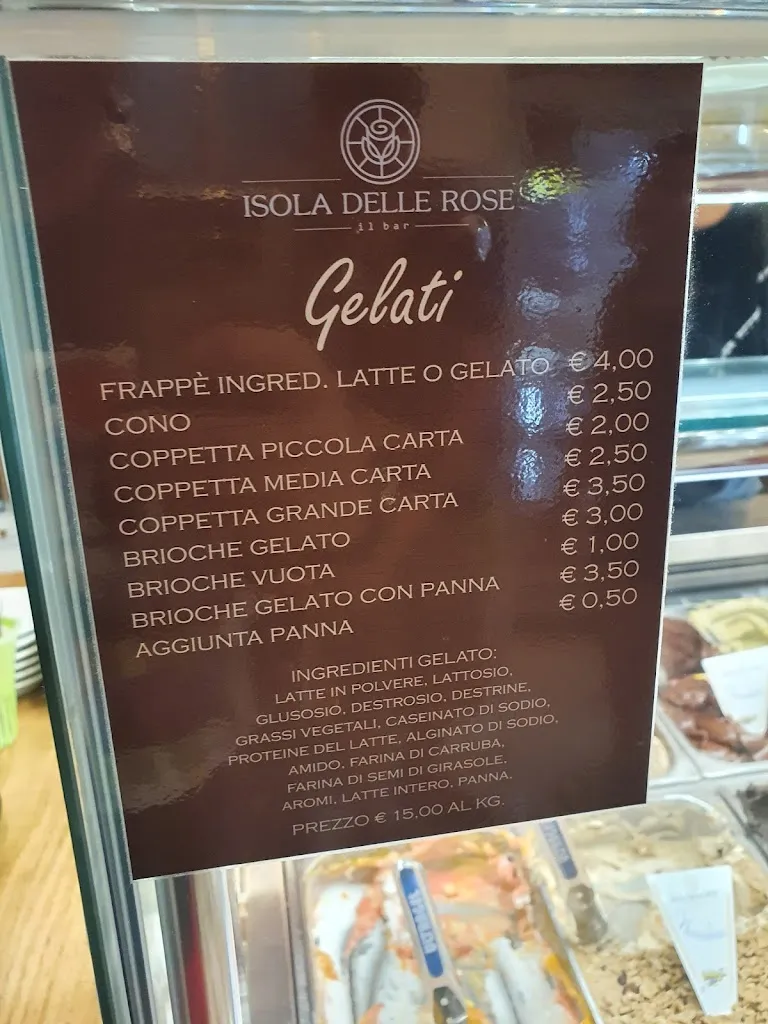 ISOLA DELLE ROSE
il bar
Gelati
FRAPPÈ INGRED. LATTE O GELATO € 4,00
CONO € 2,50
COPPETTA PICCOLA CARTA € 2,00
COPPETTA MEDIA CARTA € 2,50
COPPETTA GRANDE CARTA € 3,50
BRIOCHE GELATO € 3,00
BRIOCHE VUOTA € 1,00
BRIOCHE GELATO CON PANNA € 3,50
AGGIUNTA PANNA € 0,50
INGREDIENTI GELATO:
LATTE IN POLVERE, LATTOSIO,
GLUSOSIO, DESTROSIO, DESTRINE,
GRASSI VEGETALI, CASEINATO DI SODIO,
PROTEINE DEL LATTE, ALGINATO DI SODIO,
AMIDO, FARINA DI CARRUBA,
FARINA DI SEMI DI GIRASOLE.
AROMI, LATTE INTERO, PANNA.
PREZZO € 15,00 AL KG.